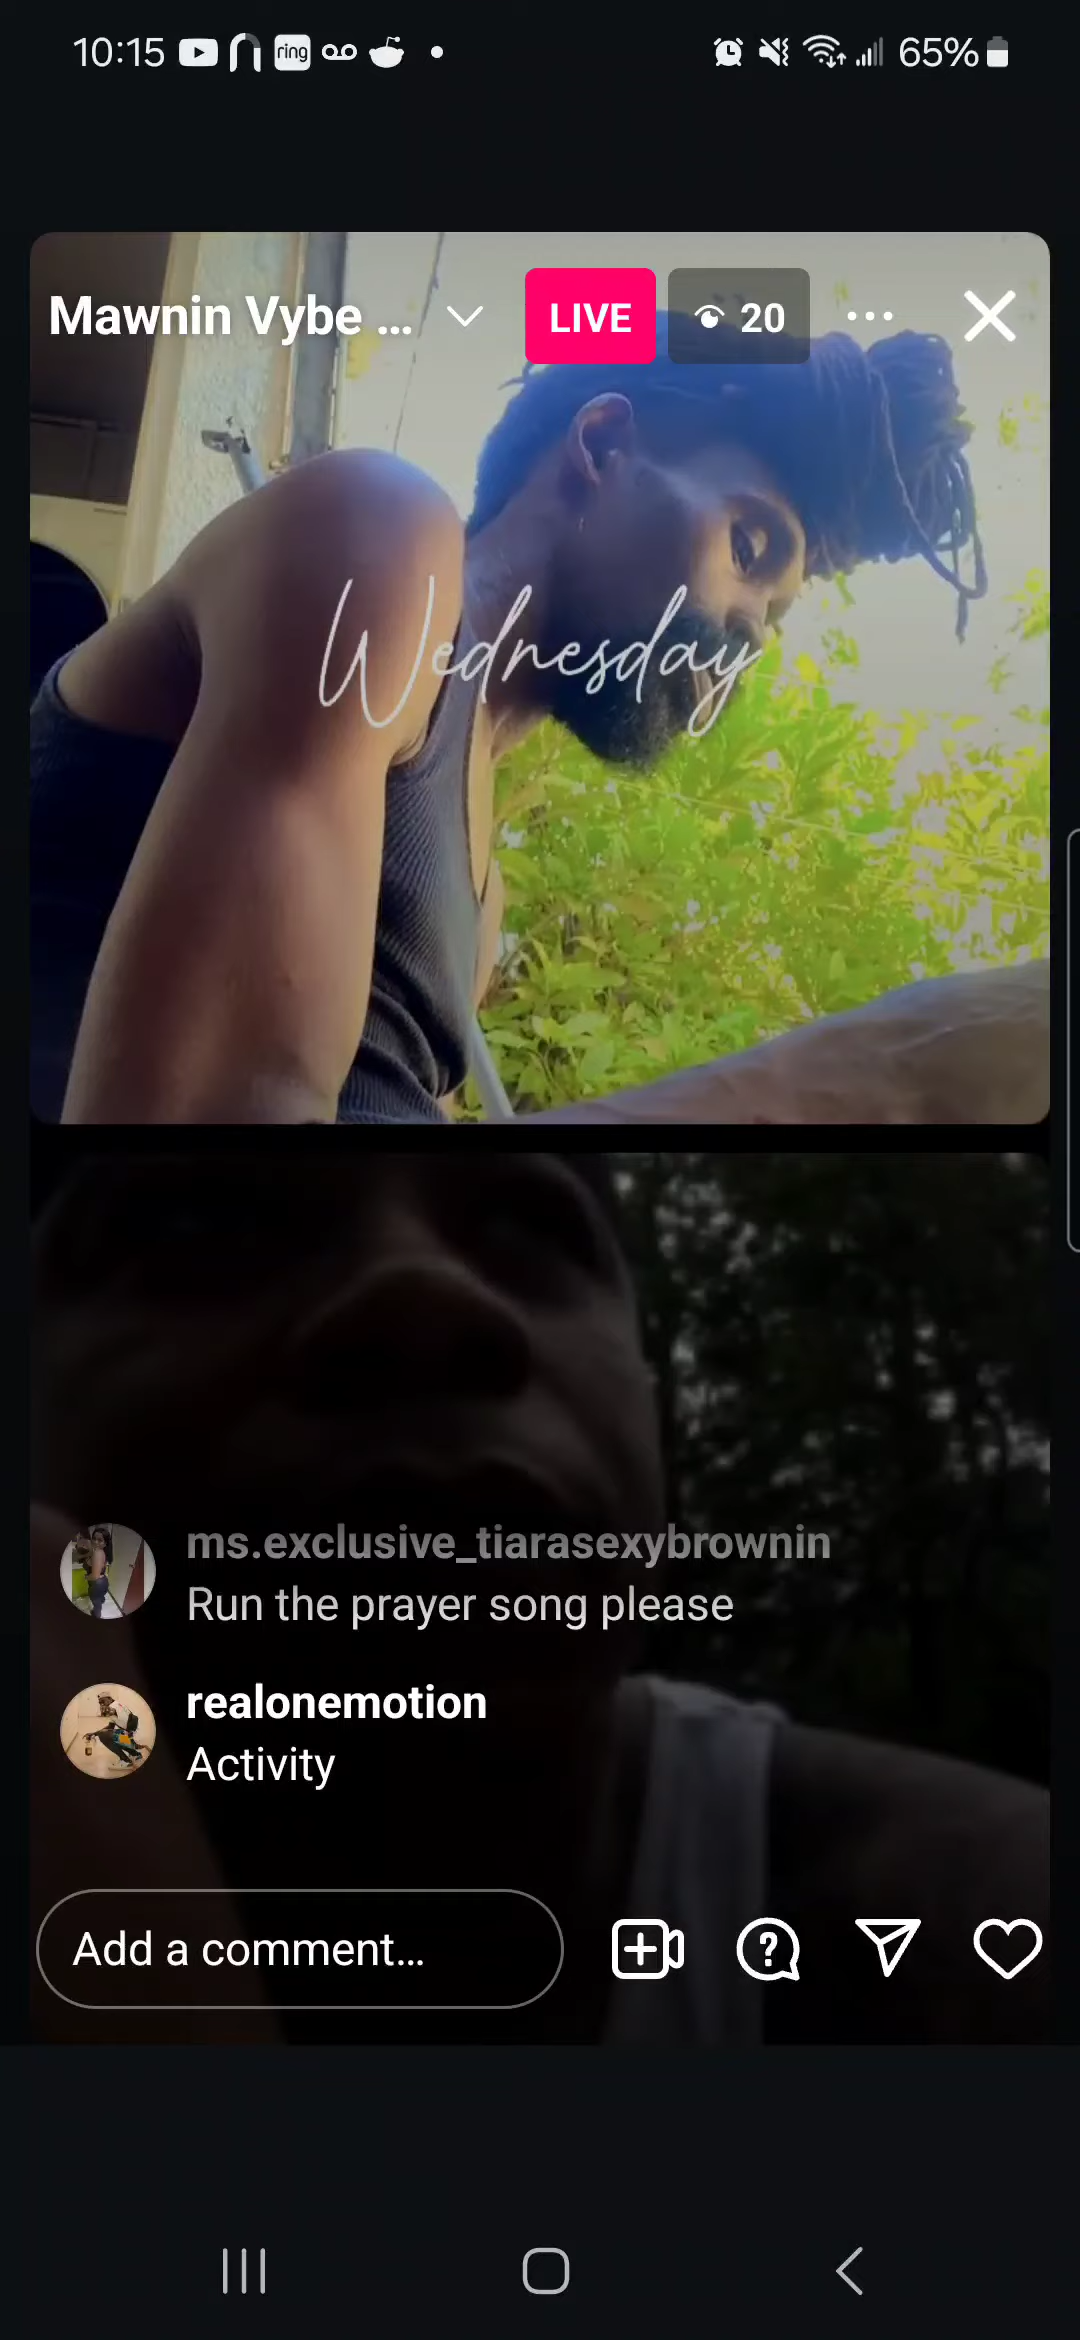 10:15 ring 65%
Mawnin Vybe ... LIVE 20
Wednesday
ms.exclusive_tiarasexybrownin
Run the prayer song please
realonemotion
Activity
Add a comment...